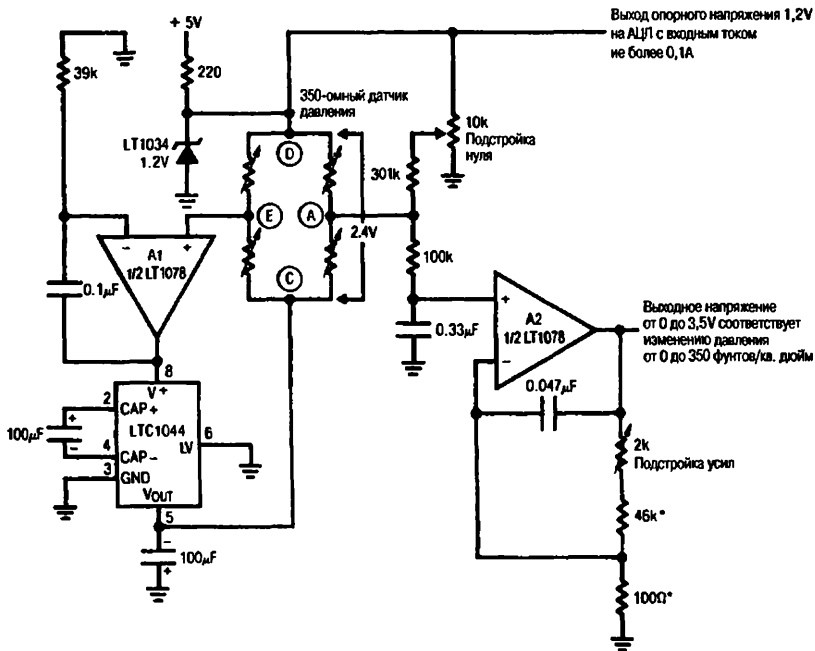 + 5V
Выход опорного напряжения 1,2V
на АЦП с входным током
ие более 0,1А
39k
220
350-омный датчик
давления
LT1034
1.2V
D
10k
Подстройка
нуля
301k
E
A
2.4V
C
−
+
A1
1/2 LT1078
0.1μF
100k
0.33μF
+
−
A2
1/2 LT1078
Выходное напряжение
от 0 до 3,5V соответствует
изменению давления
от 0 до 350 фунтов/кв. дюйм
0.047μF
2k
Подстройка усил
46k*
100Ω*
8
V+
2
CAP+
LTC1044
6
LV
100μF
+
−
4
CAP−
3
GND
VOUT
5
−
100μF
+